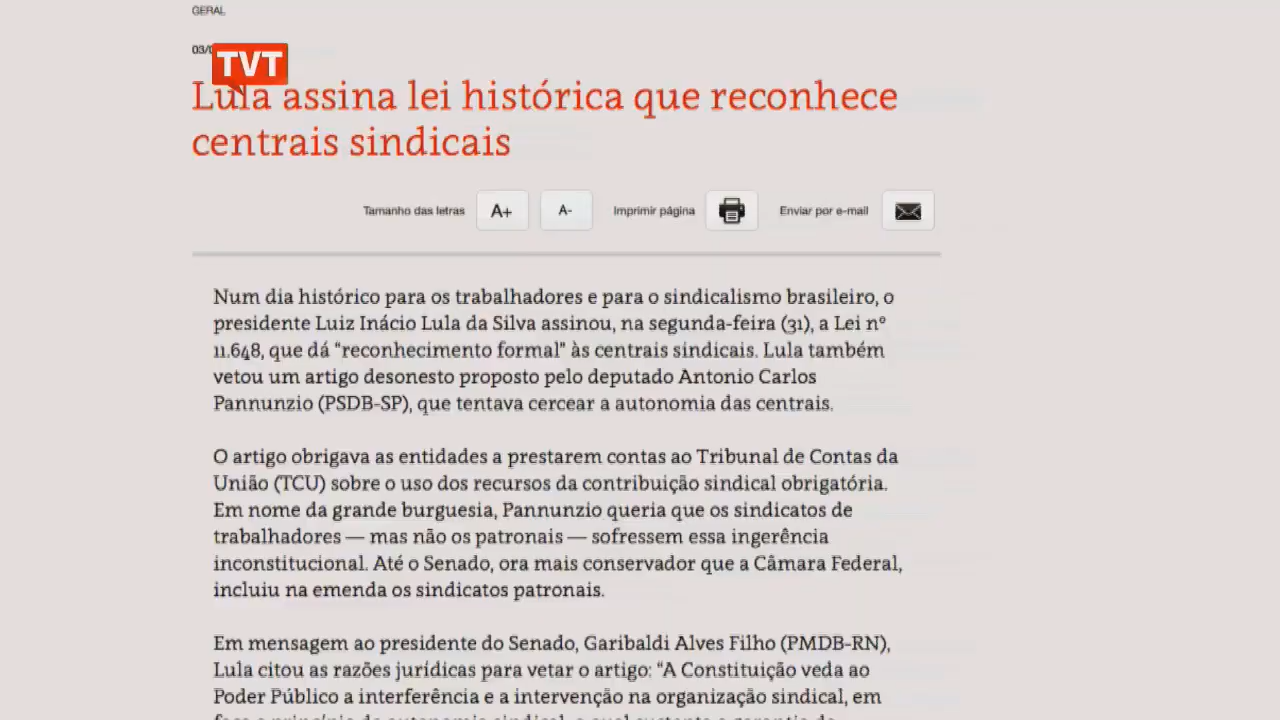 GERAL
03/0
TVT
Lula assina lei histórica que reconhece
centrais sindicais
Tamanho das letras A+ A- Imprimir página Enviar por e-mail
Num dia histórico para os trabalhadores e para o sindicalismo brasileiro, o
presidente Luiz Inácio Lula da Silva assinou, na segunda-feira (31), a Lei nº
11.648, que dá “reconhecimento formal” às centrais sindicais. Lula também
vetou um artigo desonesto proposto pelo deputado Antonio Carlos
Pannunzio (PSDB-SP), que tentava cercear a autonomia das centrais.
O artigo obrigava as entidades a prestarem contas ao Tribunal de Contas da
União (TCU) sobre o uso dos recursos da contribuição sindical obrigatória.
Em nome da grande burguesia, Pannunzio queria que os sindicatos de
trabalhadores — mas não os patronais — sofressem essa ingerência
inconstitucional. Até o Senado, ora mais conservador que a Câmara Federal,
incluiu na emenda os sindicatos patronais.
Em mensagem ao presidente do Senado, Garibaldi Alves Filho (PMDB-RN),
Lula citou as razões jurídicas para vetar o artigo: “A Constituição veda ao
Poder Público a interferência e a intervenção na organização sindical, em